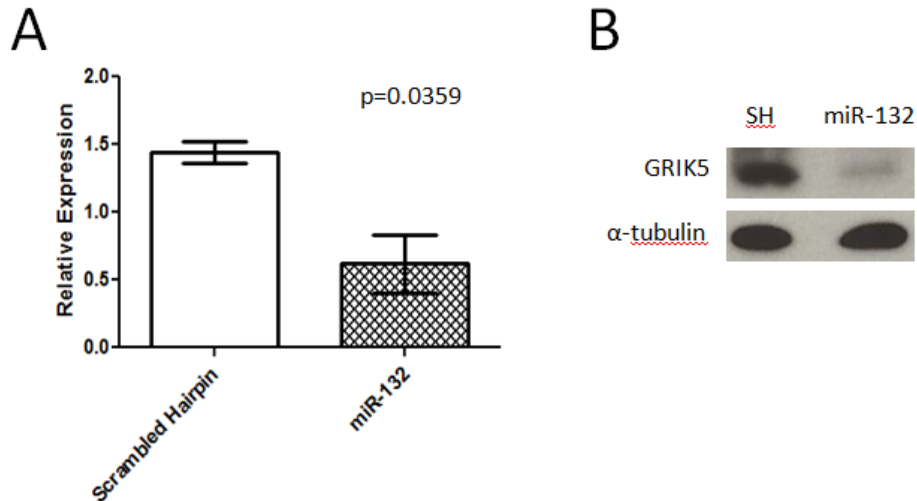 A
Relative Expression
2.0
1.5
1.0
0.5
0.0
p=0.0359
Scrambled Hairpin
miR-132
B
SH miR-132
GRIK5
α-tubulin